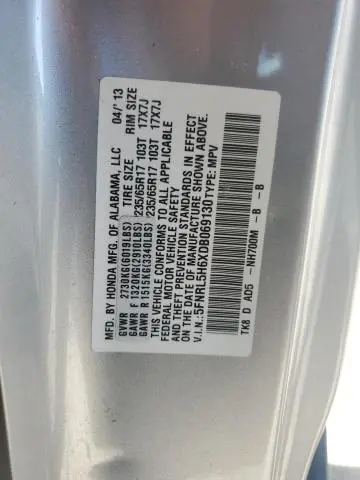 MFD. BY HONDA MFG. OF ALABAMA, LLC 04/'13
GVWR 2730KG(6019LBS) TIRE SIZE RIM SIZE
GAWR F 1320KG(2910LBS) 235/65R17 103T 17X7J
GAWR R 1515KG(3340LBS) 235/65R17 103T 17X7J
THIS VEHICLE CONFORMS TO ALL APPLICABLE
FEDERAL MOTOR VEHICLE SAFETY STANDARDS IN EFFECT
AND THEFT PREVENTION STANDARDS IN EFFECT
ON THE DATE OF MANUFACTURE SHOWN ABOVE.
V.I.N.: 5FNRL5H6XDB069130 TYPE: MPV
TK8 D AD5 - NH700M - B - B